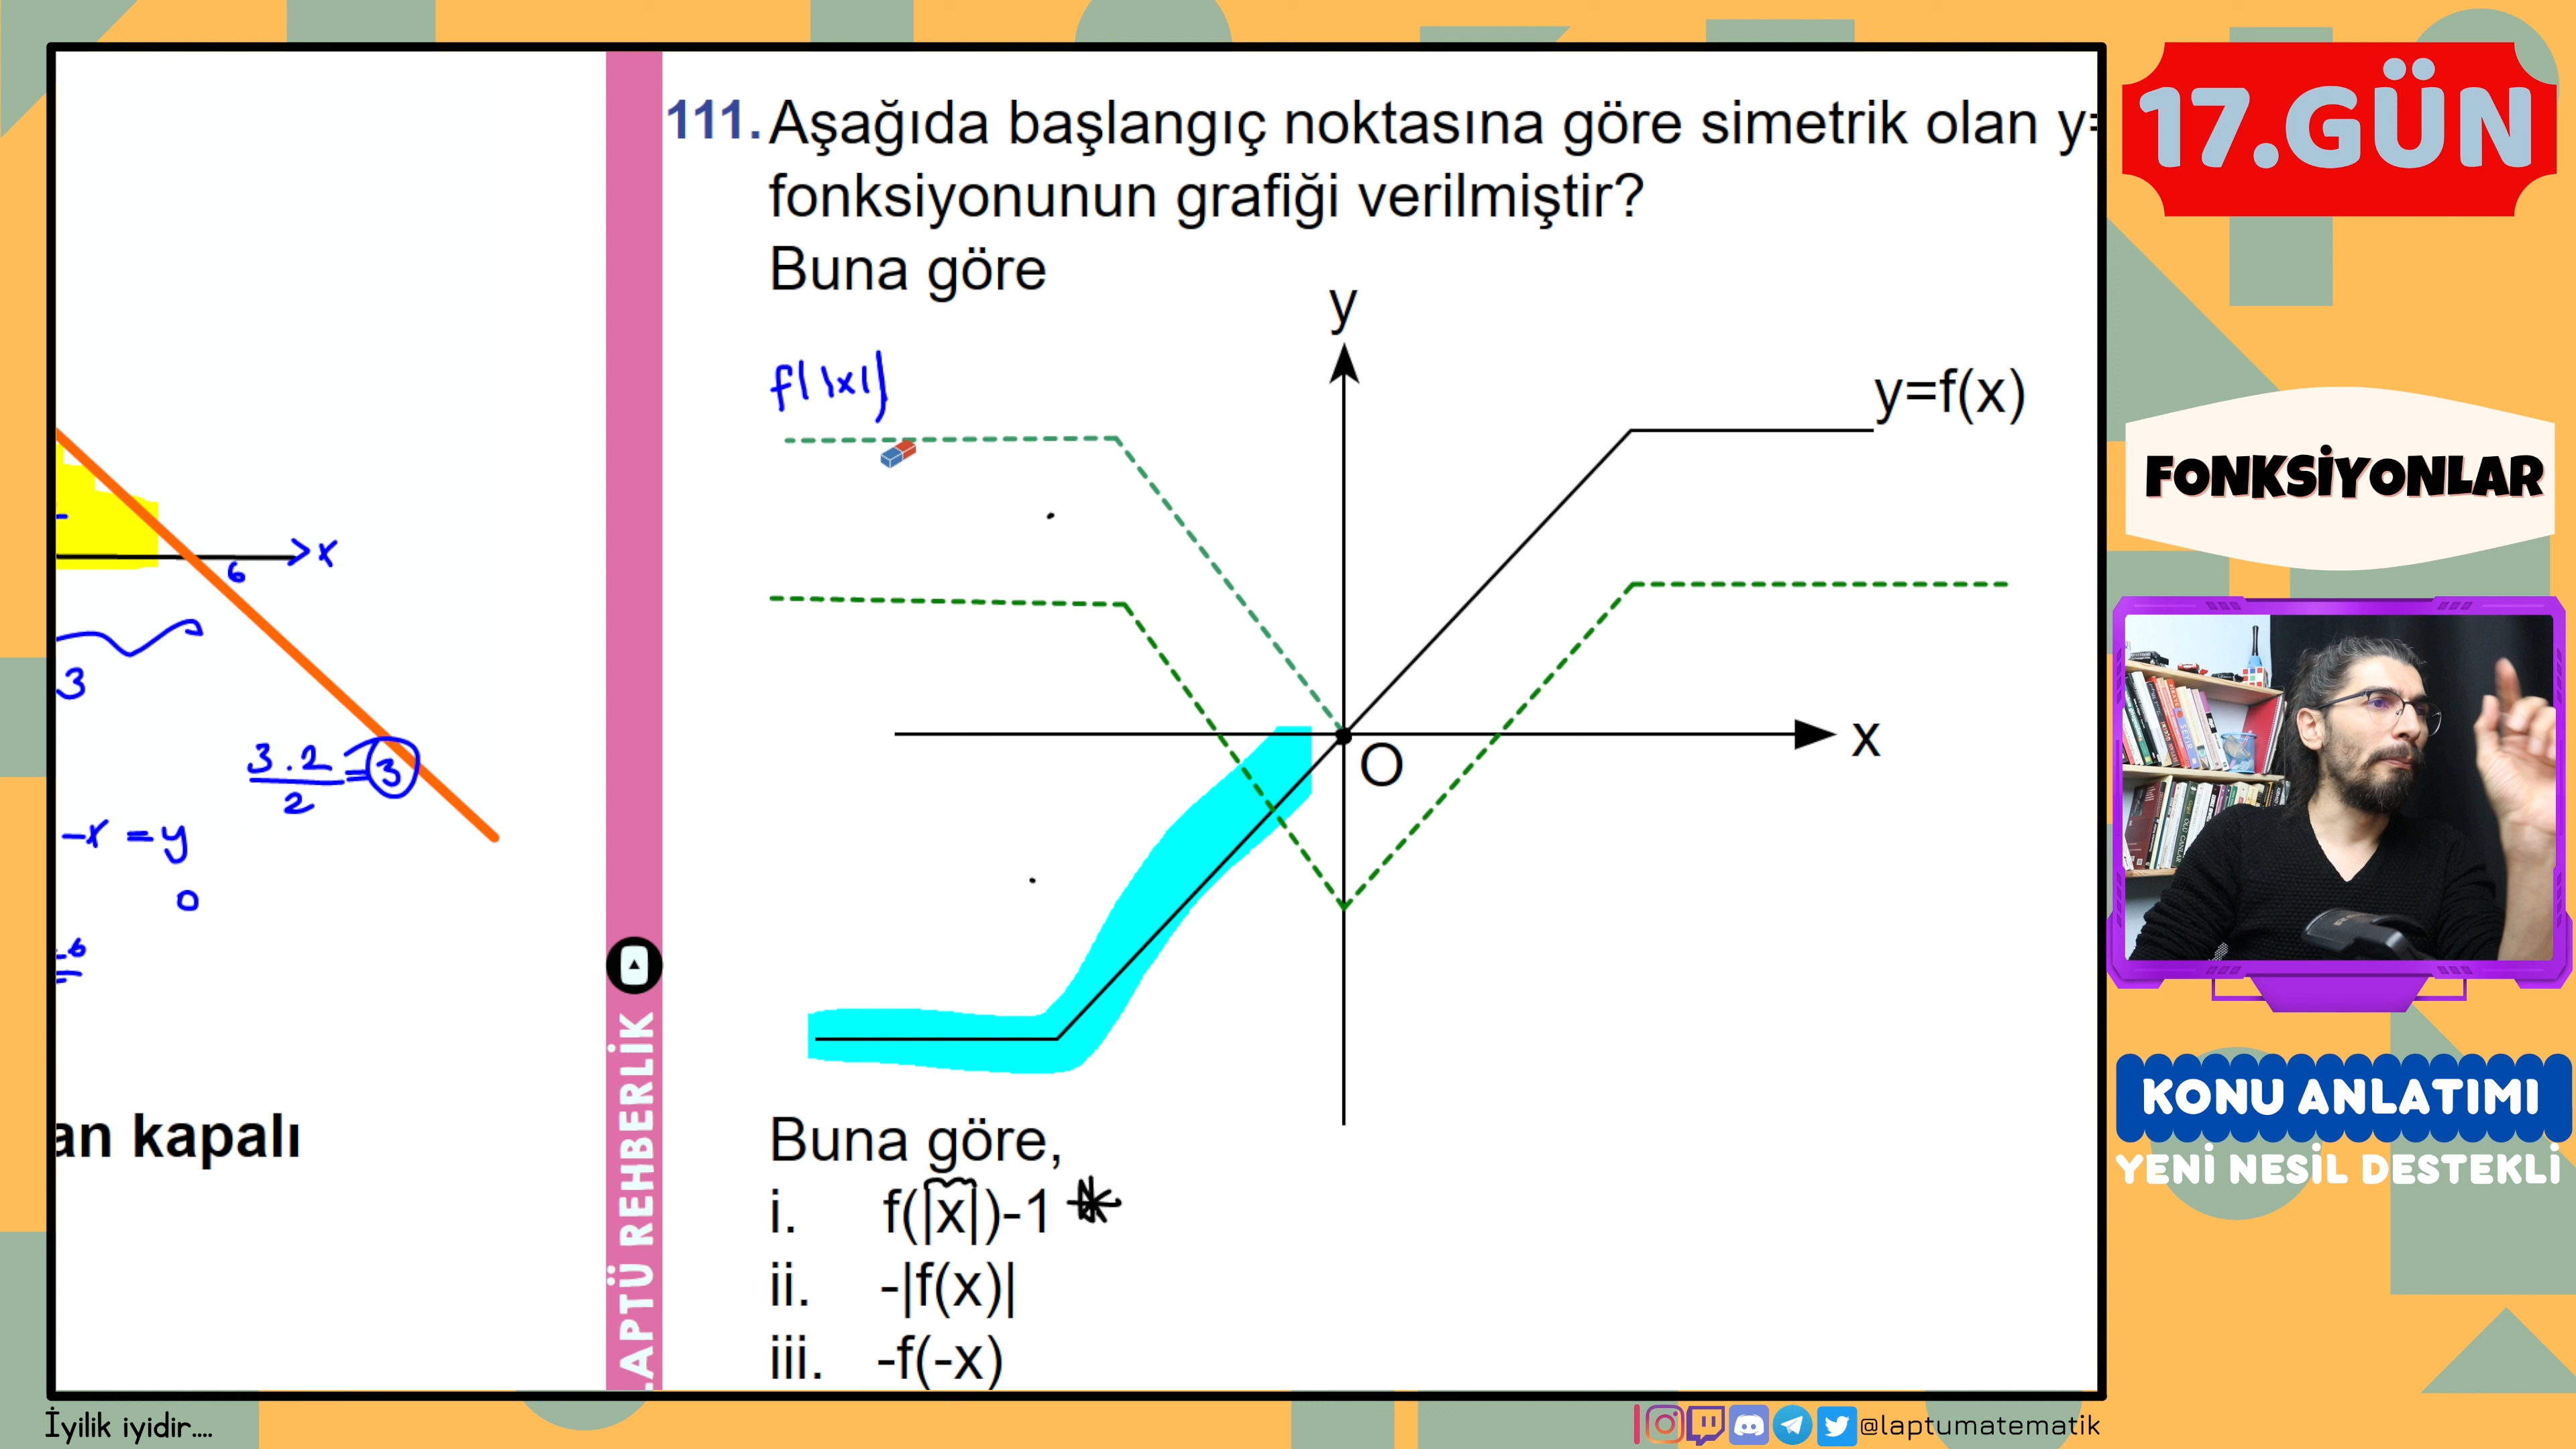 17.GÜN
FONKSİYONLAR
KONU ANLATIMI
YENİ NESİL DESTEKLİ
111. Aşağıda başlangıç noktasına göre simetrik olan y=
fonksiyonunun grafiği verilmiştir?
Buna göre
y
f(|x|)
y=f(x)
x
O
Buna göre,
i. f(|x|)-1
ii. -|f(x)|
iii. -f(-x)
>x
6
3
3.2
2
=3
-x = y
0
-6
an kapalı
LAPTÜ REHBERLİK
İyilik iyidir....
@laptumatematik